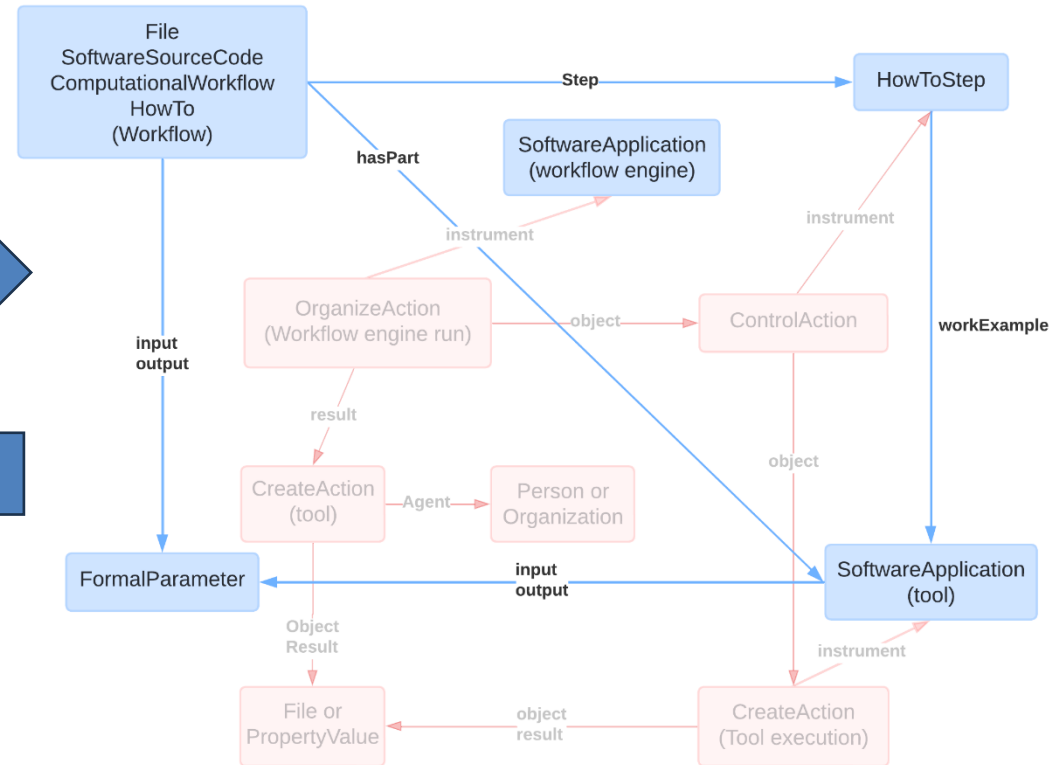 File
SoftwareSourceCode
ComputationalWorkflow
HowTo
(Workflow)
Step
HowToStep
hasPart
SoftwareApplication
(workflow engine)
instrument
instrument
OrganizeAction
(Workflow engine run)
object
ControlAction
workExample
input
output
result
object
CreateAction
(tool)
Agent
Person or
Organization
FormalParameter
input
output
SoftwareApplication
(tool)
Object
Result
instrument
File or
PropertyValue
object
result
CreateAction
(Tool execution)